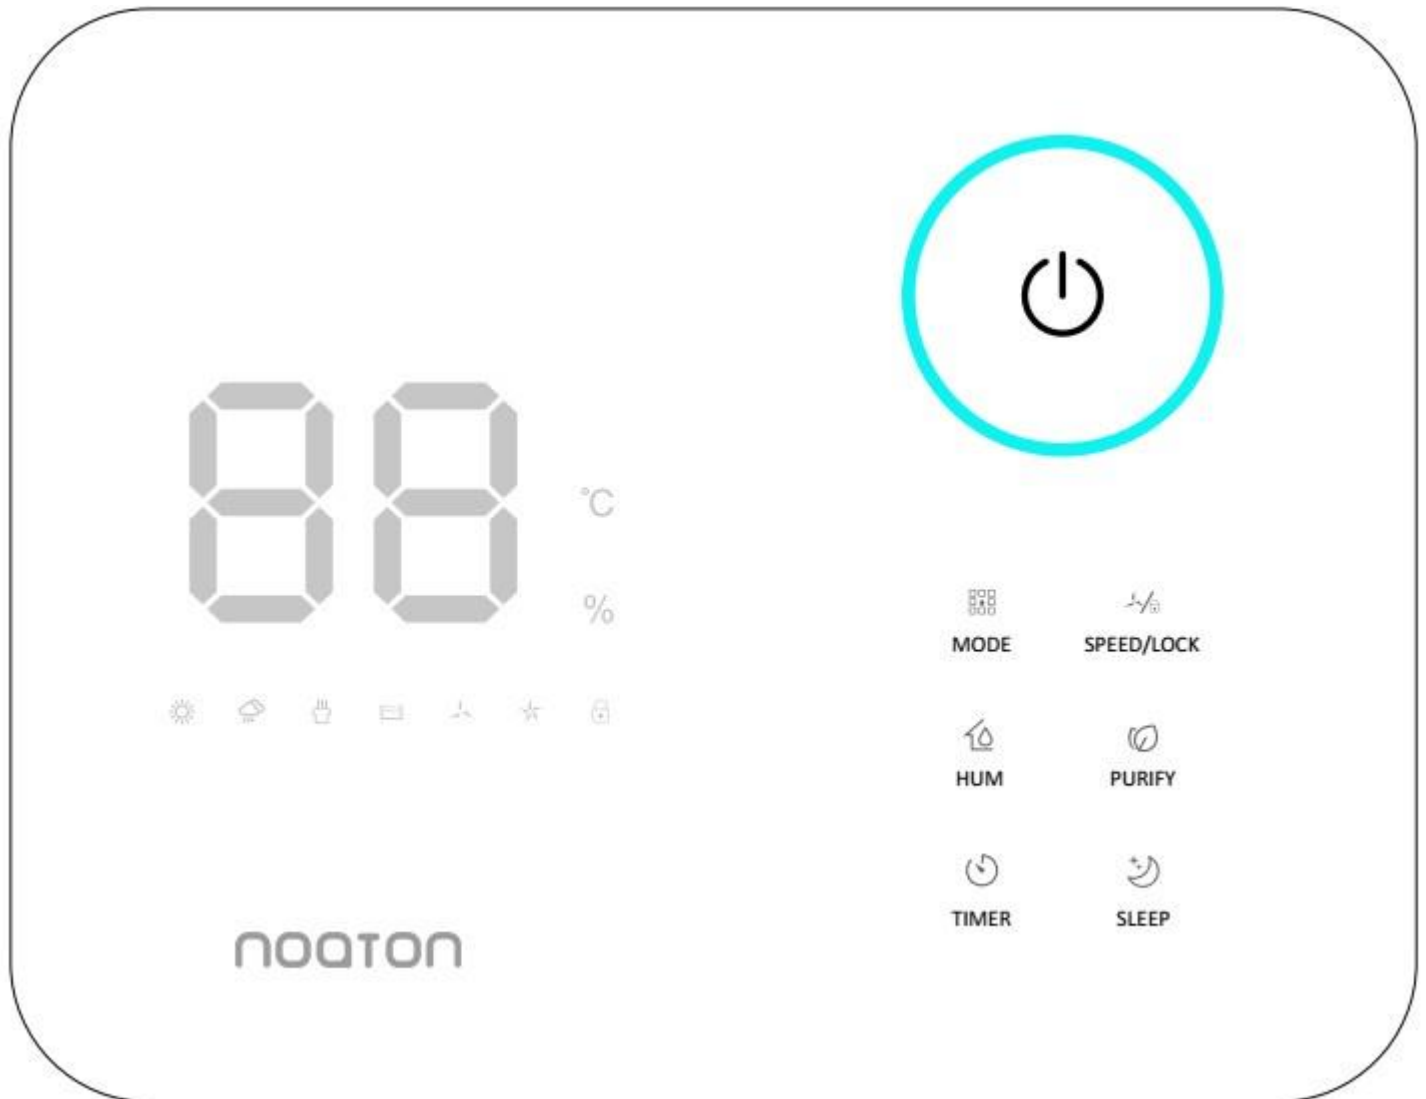 88
°C
%
MODE SPEED/LOCK
HUM PURIFY
TIMER SLEEP
noaton